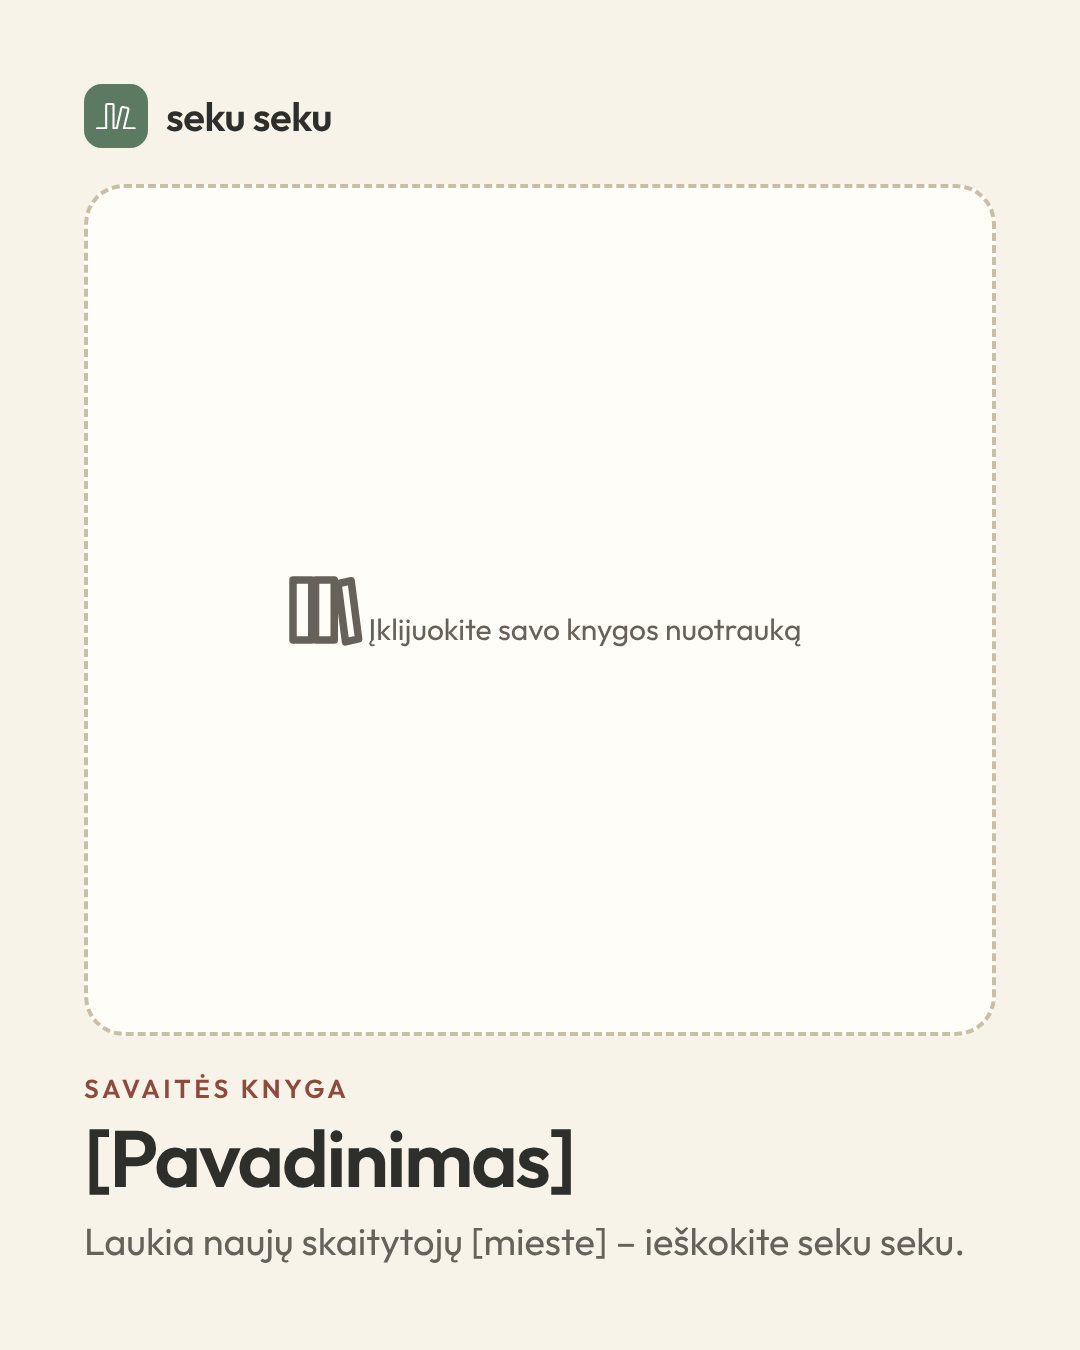 seku seku
Įklijuokite savo knygos nuotrauką
SAVAITĖS KNYGA
[Pavadinimas]
Laukia naujų skaitytojų [mieste] – ieškokite seku seku.